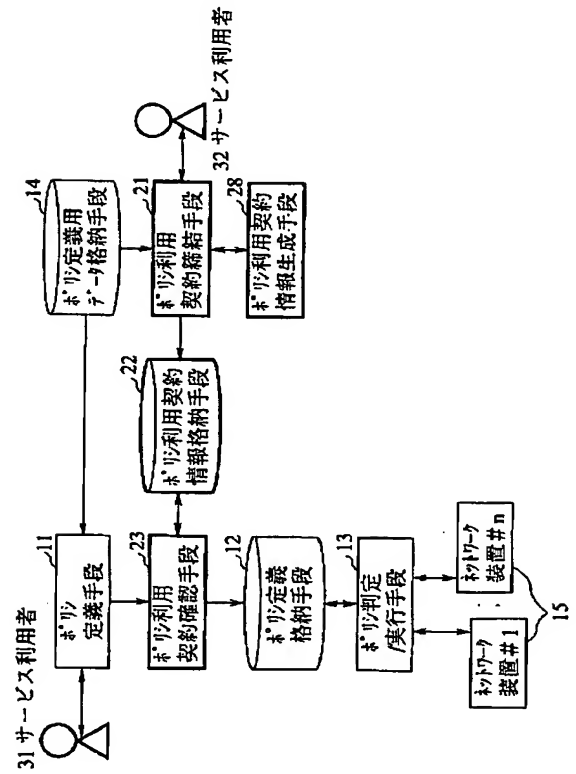 31 サービス利用者
11
ポリシ
定義手段
14
ポリシ定義用
データ格納手段
23
ポリシ利用
契約確認手段
22
ポリシ利用契約
情報格納手段
21
ポリシ利用
契約締結手段
32 サービス利用者
28
ポリシ利用契約
情報生成手段
12
ポリシ定義
格納手段
13
ポリシ判定
/実行手段
ネットワーク
装置#1
ネットワーク
装置#n
15